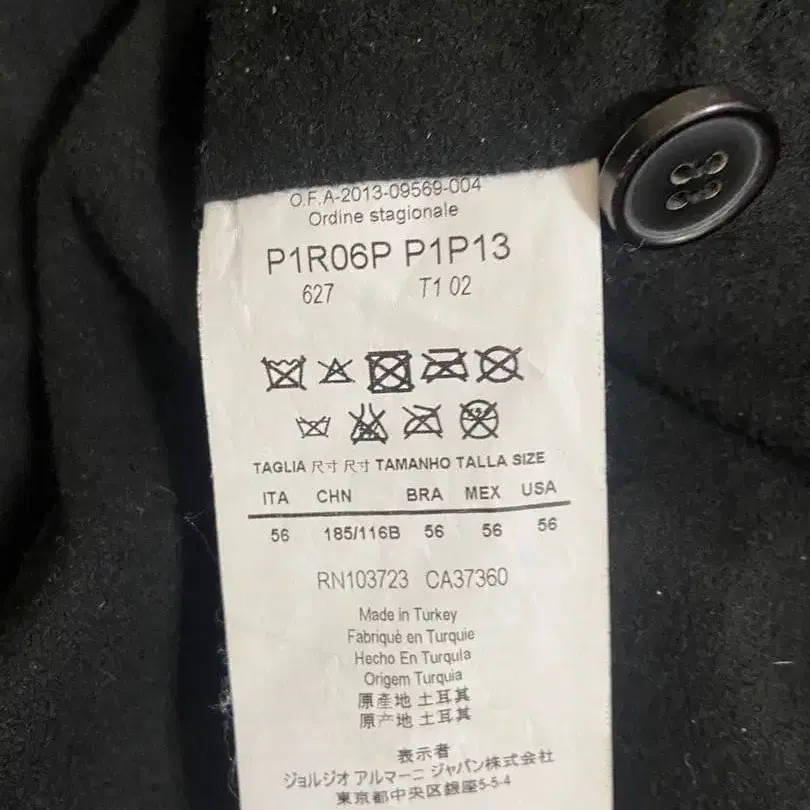 O.F.A-2013-09569-004
Ordine stagionale
P1R06P P1P13
627 T1 02
TAGLIA 尺寸 尺寸 TAMANHO TALLA SIZE
ITA CHN BRA MEX USA
56 185/116B 56 56 56
RN103723 CA37360
Made in Turkey
Fabriquè en Turquie
Hecho En Turqula
Origem Turquia
原產地 土耳其
原产地 土耳其
表示者
ジョルジオ アルマーニ ジャパン株式会社
東京都中央区銀座5-5-4